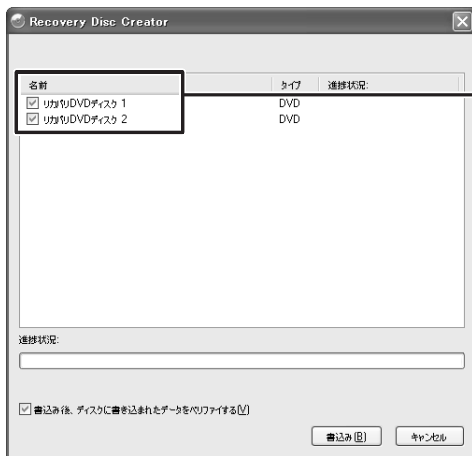 Recovery Disc Creator
名前 タイプ 進捗状況:
リカバリDVDディスク 1 DVD
リカバリDVDディスク 2 DVD
進捗状況:
書込み後、ディスクに書き込まれたデータをベリファイする(V)
書込み(B) キャンセル